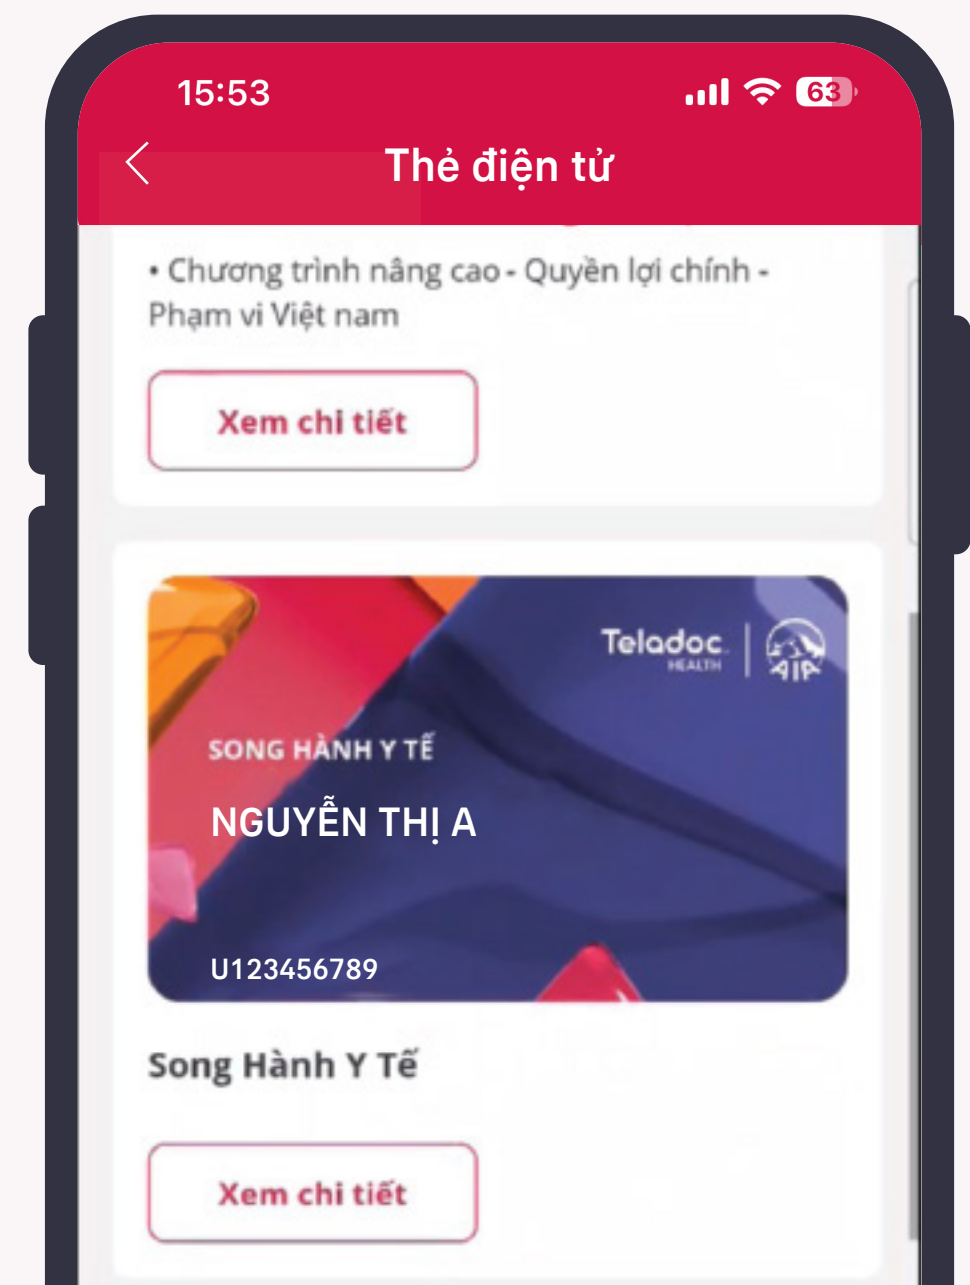 15:53
63
Thẻ điện tử
• Chương trình nâng cao - Quyền lợi chính -
Phạm vi Việt nam
Xem chi tiết
Teladoc
HEALTH
AIA
SONG HÀNH Y TẾ
NGUYỄN THỊ A
U123456789
Song Hành Y Tế
Xem chi tiết